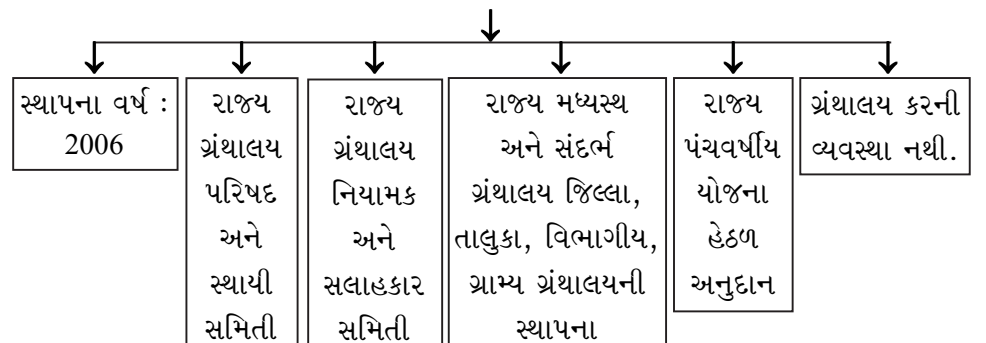 સ્થાપના વર્ષ :
2006
રાજ્ય
ગ્રંથાલય
પરિષદ
અને
સ્થાયી
સમિતી
રાજ્ય
ગ્રંથાલય
નિયામક
અને
સલાહકાર
સમિતી
રાજ્ય મધ્યસ્થ
અને સંદર્ભ
ગ્રંથાલય જિલ્લા,
તાલુકા, વિભાગીય,
ગ્રામ્ય ગ્રંથાલયની
સ્થાપના
રાજ્ય
પંચવર્ષીય
યોજના
હેઠળ
અનુદાન
ગ્રંથાલય કરની
વ્યવસ્થા નથી.